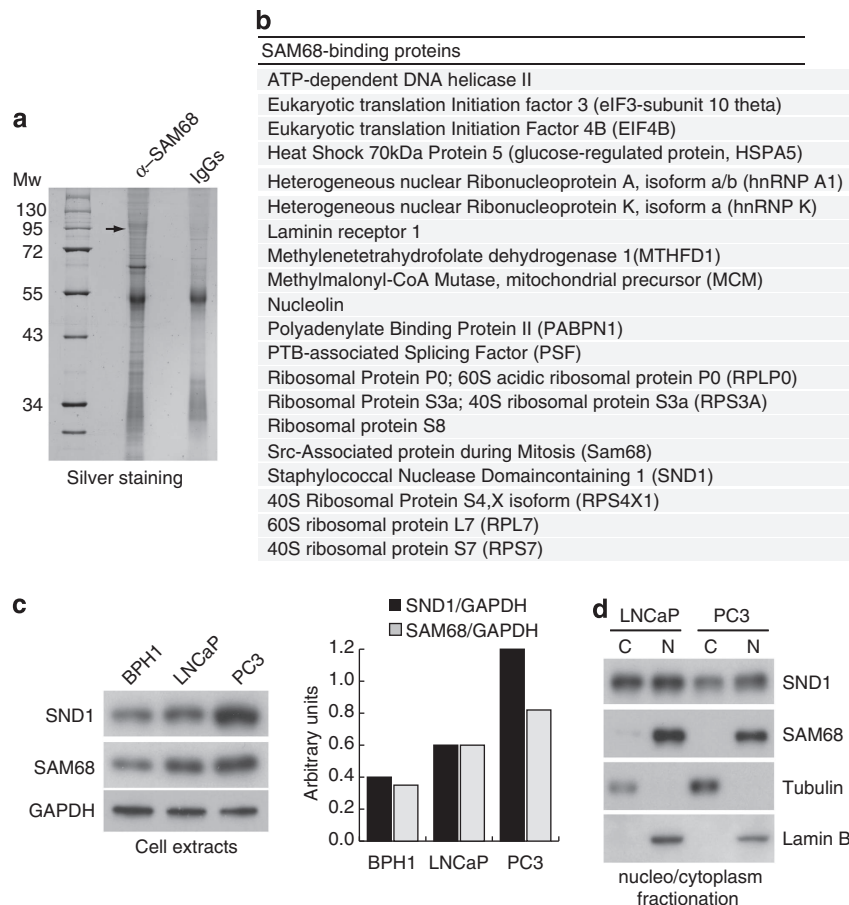 a
α–SAM68
IgGs
Mw
130
95
72
55
43
34
Silver staining
b
SAM68-binding proteins
ATP-dependent DNA helicase II
Eukaryotic translation Initiation factor 3 (eIF3-subunit 10 theta)
Eukaryotic translation Initiation Factor 4B (EIF4B)
Heat Shock 70kDa Protein 5 (glucose-regulated protein, HSPA5)
Heterogeneous nuclear Ribonucleoprotein A, isoform a/b (hnRNP A1)
Heterogeneous nuclear Ribonucleoprotein K, isoform a (hnRNP K)
Laminin receptor 1
Methylenetetrahydrofolate dehydrogenase 1(MTHFD1)
Methylmalonyl-CoA Mutase, mitochondrial precursor (MCM)
Nucleolin
Polyadenylate Binding Protein II (PABPN1)
PTB-associated Splicing Factor (PSF)
Ribosomal Protein P0; 60S acidic ribosomal protein P0 (RPLP0)
Ribosomal Protein S3a; 40S ribosomal protein S3a (RPS3A)
Ribosomal protein S8
Src-Associated protein during Mitosis (Sam68)
Staphylococcal Nuclease Domaincontaining 1 (SND1)
40S Ribosomal Protein S4,X isoform (RPS4X1)
60S ribosomal protein L7 (RPL7)
40S ribosomal protein S7 (RPS7)
c
BPH1 LNCaP PC3
SND1
SAM68
GAPDH
Cell extracts
SND1/GAPDH
SAM68/GAPDH
Arbitrary units
1.2
1.0
0.8
0.6
0.4
0.2
0.0
BPH1 LNCaP PC3
d
LNCaP PC3
C N C N
SND1
SAM68
Tubulin
Lamin B
nucleo/cytoplasm
fractionation